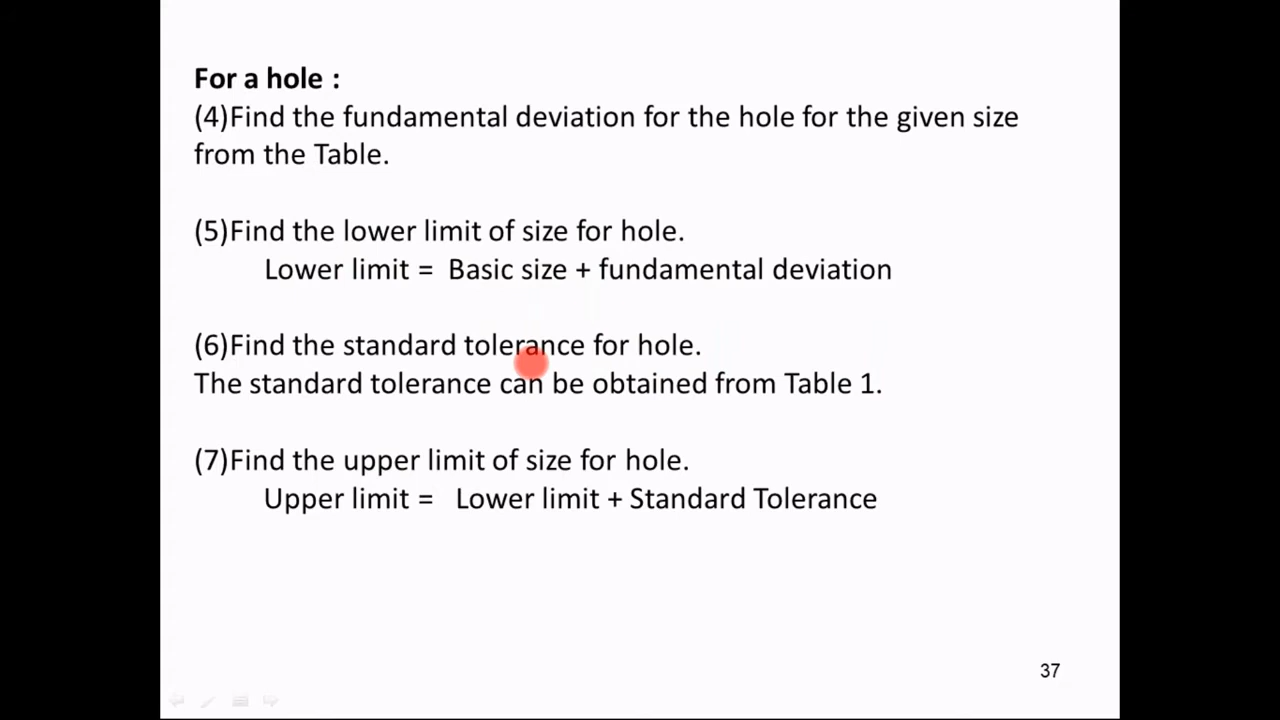 For a hole :
(4)Find the fundamental deviation for the hole for the given size
from the Table.
(5)Find the lower limit of size for hole.
Lower limit = Basic size + fundamental deviation
(6)Find the standard tolerance for hole.
The standard tolerance can be obtained from Table 1.
(7)Find the upper limit of size for hole.
Upper limit = Lower limit + Standard Tolerance
37